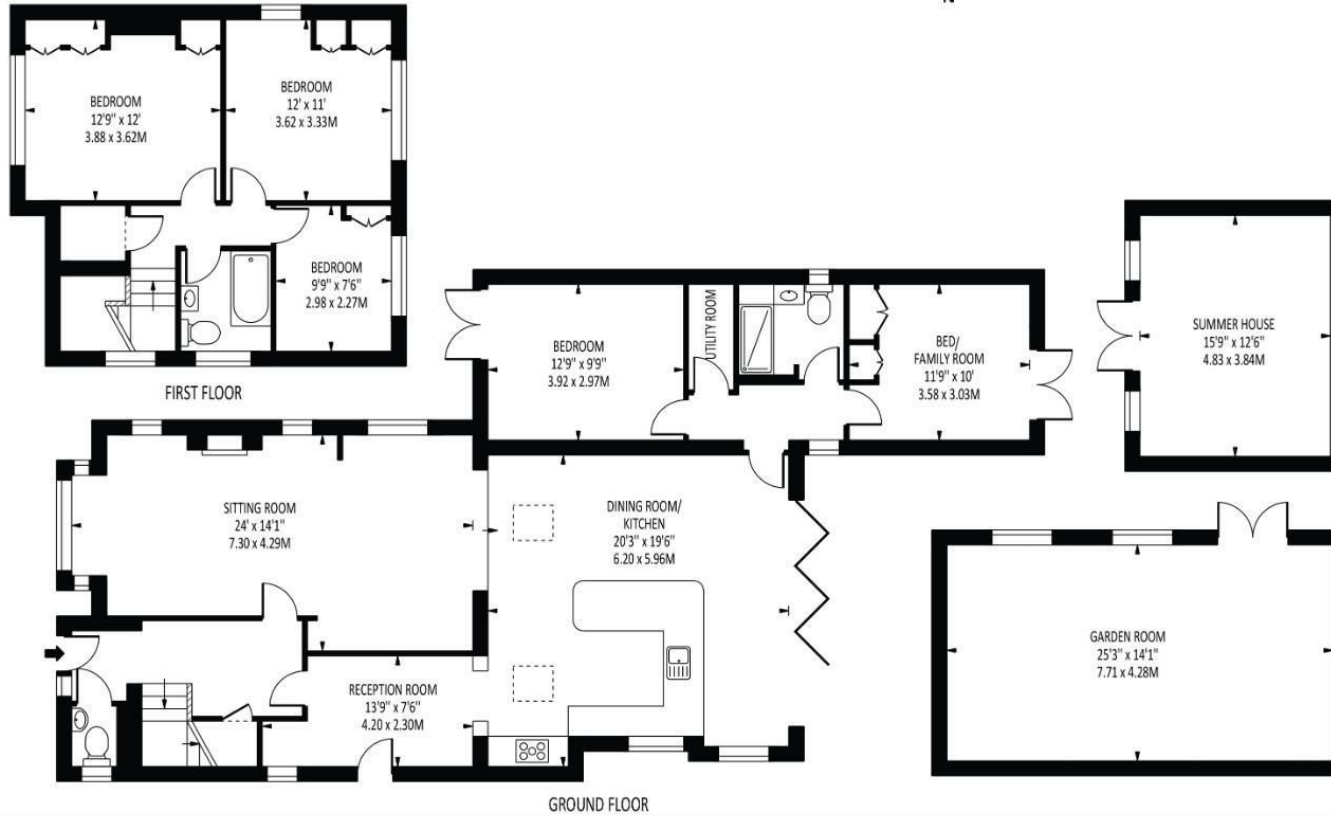 N
BEDROOM
12'9" x 12'
3.88 x 3.62M
BEDROOM
12' x 11'
3.62 x 3.33M
BEDROOM
9'9" x 7'6"
2.98 x 2.27M
FIRST FLOOR
BEDROOM
12'9" x 9'9"
3.92 x 2.97M
UTILITY ROOM
BED/
FAMILY ROOM
11'9" x 10'
3.58 x 3.03M
SUMMER HOUSE
15'9" x 12'6"
4.83 x 3.84M
SITTING ROOM
24' x 14'1"
7.30 x 4.29M
DINING ROOM/
KITCHEN
20'3" x 19'6"
6.20 x 5.96M
RECEPTION ROOM
13'9" x 7'6"
4.20 x 2.30M
GARDEN ROOM
25'3" x 14'1"
7.71 x 4.28M
GROUND FLOOR